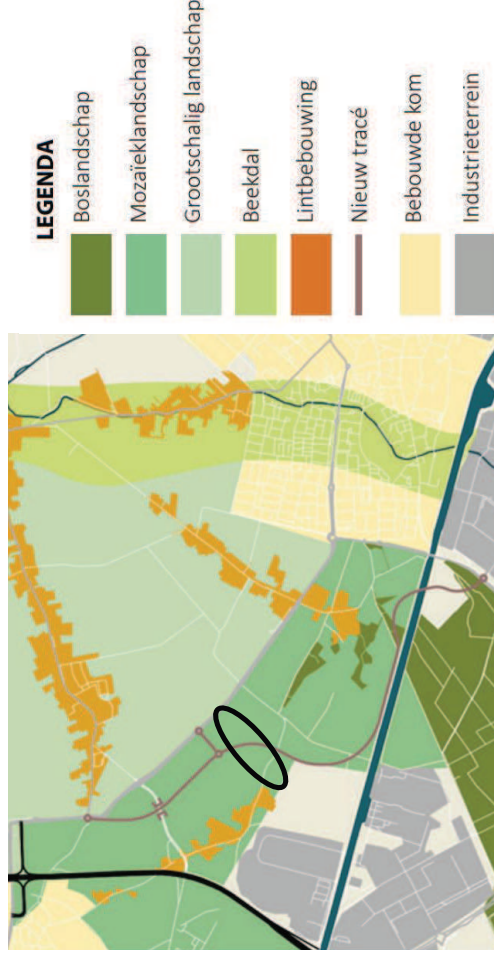 LEGENDA
Boslandschap
Mozaïeklandschap
Grootschalig landschap
Beekdal
Lintbebouwing
Nieuw tracé
Bebouwde kom
Industrieterrein